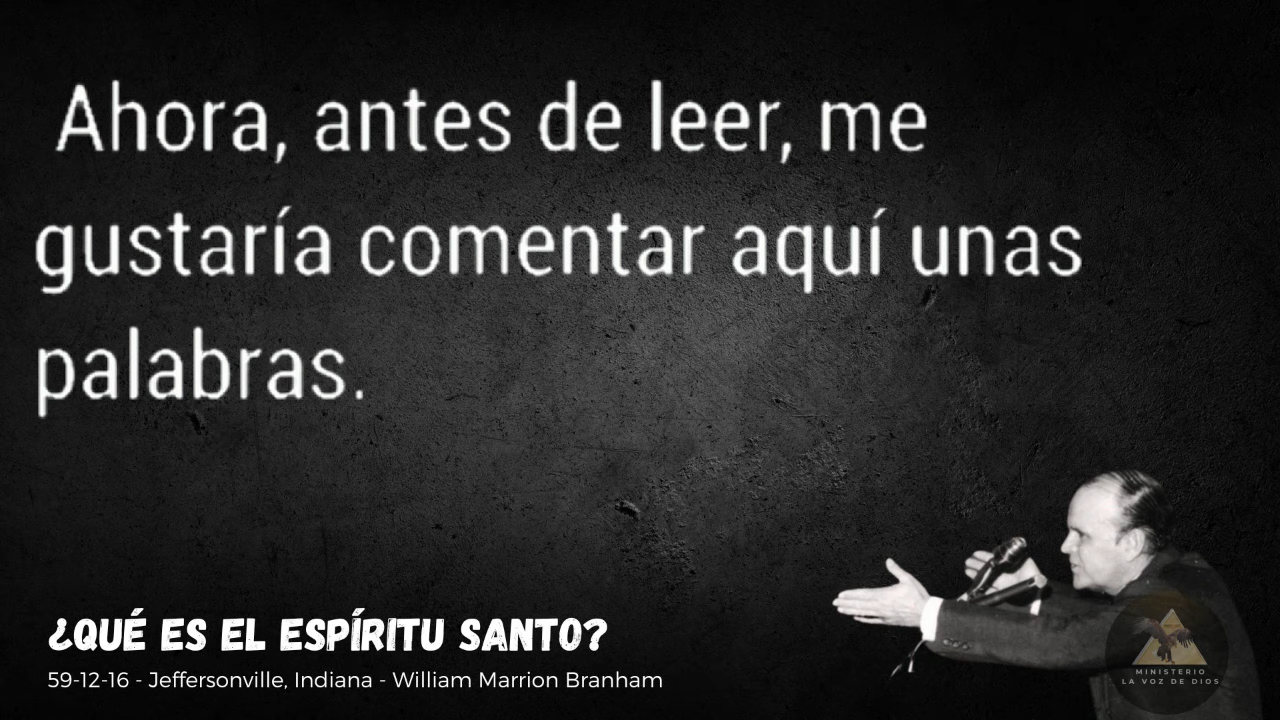 Ahora, antes de leer, me
gustaría comentar aquí unas
palabras.
¿QUÉ ES EL ESPÍRITU SANTO?
59-12-16 - Jeffersonville, Indiana - William Marrion Branham
MINISTERIO
LA VOZ DE DIOS